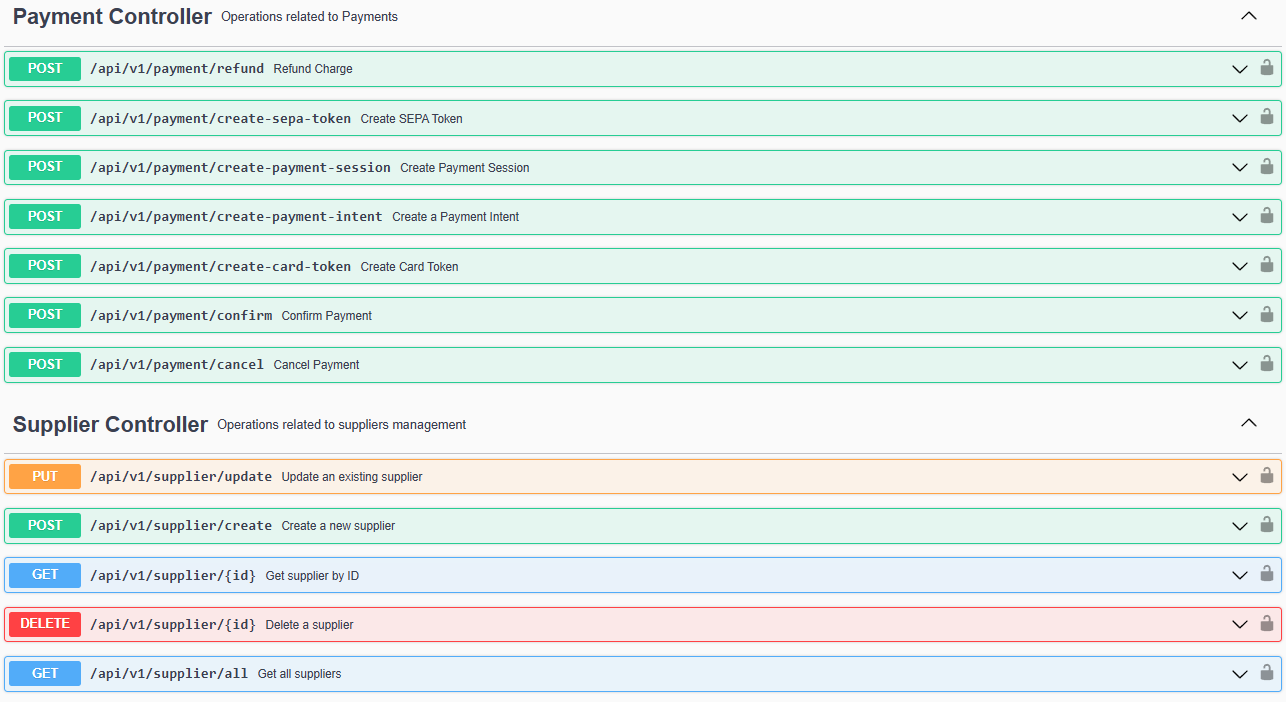 Payment Controller Operations related to Payments
POST /api/v1/payment/refund Refund Charge
POST /api/v1/payment/create-sepa-token Create SEPA Token
POST /api/v1/payment/create-payment-session Create Payment Session
POST /api/v1/payment/create-payment-intent Create a Payment Intent
POST /api/v1/payment/create-card-token Create Card Token
POST /api/v1/payment/confirm Confirm Payment
POST /api/v1/payment/cancel Cancel Payment
Supplier Controller Operations related to suppliers management
PUT /api/v1/supplier/update Update an existing supplier
POST /api/v1/supplier/create Create a new supplier
GET /api/v1/supplier/{id} Get supplier by ID
DELETE /api/v1/supplier/{id} Delete a supplier
GET /api/v1/supplier/all Get all suppliers